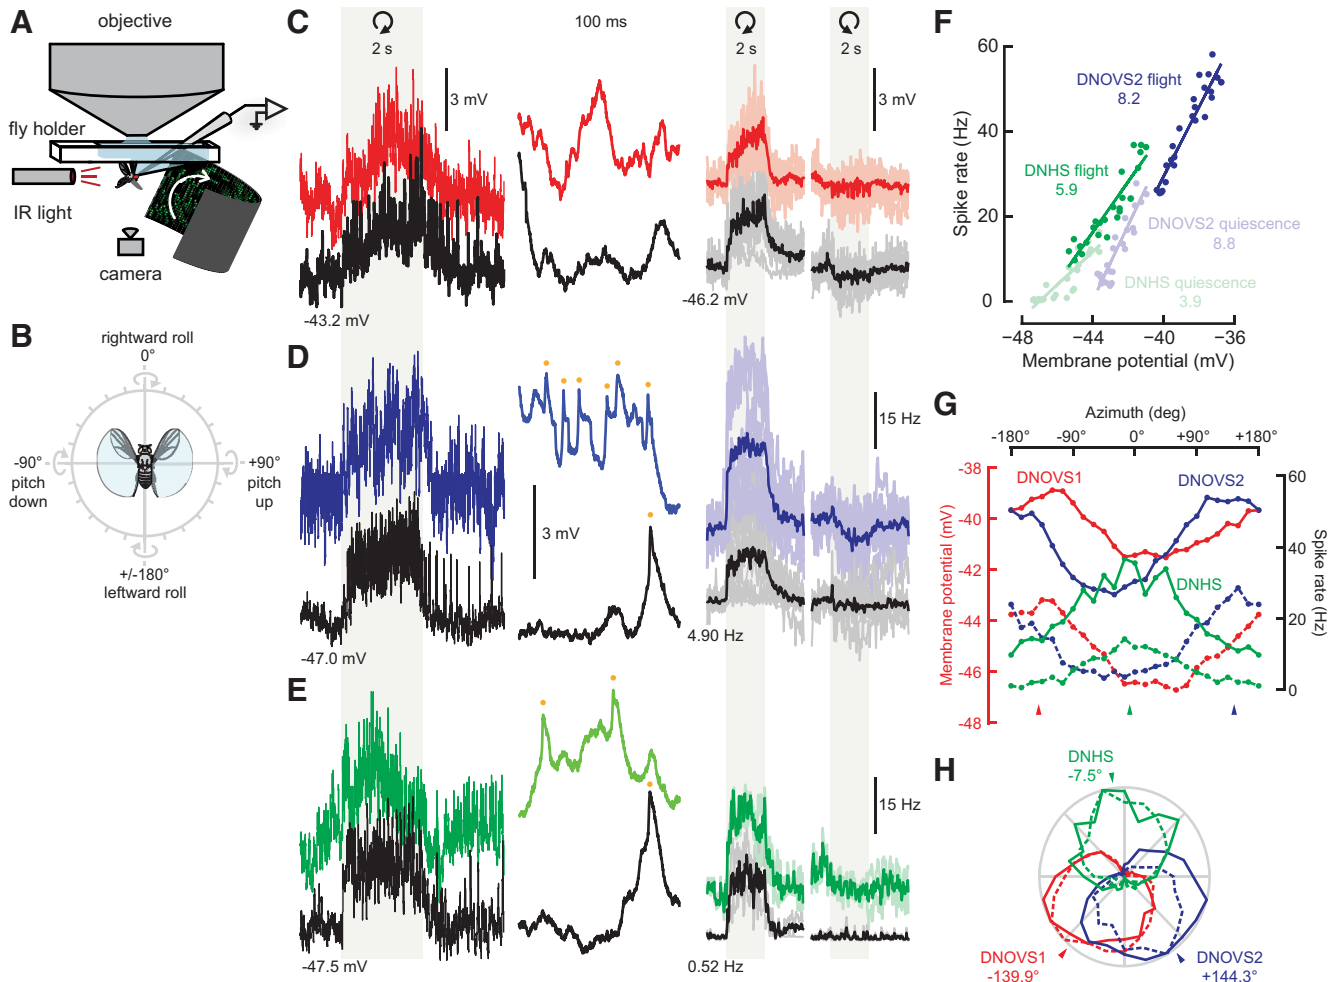 A
objective
fly holder
IR light
camera
B
rightward roll
0°
-90°
pitch
down
+90°
pitch
up
+/-180°
leftward roll
C
2 s
100 ms
2 s
2 s
3 mV
3 mV
-43.2 mV
-46.2 mV
D
15 Hz
3 mV
-47.0 mV
4.90 Hz
E
15 Hz
-47.5 mV
0.52 Hz
F
60
40
20
0
Spike rate (Hz)
DNOVS2 flight
8.2
DNHS flight
5.9
DNOVS2 quiescence
8.8
DNHS quiescence
3.9
−48
−44
−40
−36
Membrane potential (mV)
G
Azimuth (deg)
-180°
-90°
0°
+90°
+180°
-38
-40
-42
-44
-46
-48
Membrane potential (mV)
DNOVS1
DNOVS2
DNHS
60
40
20
0
Spike rate (Hz)
H
DNHS
-7.5°
DNOVS1
-139.9°
DNOVS2
+144.3°